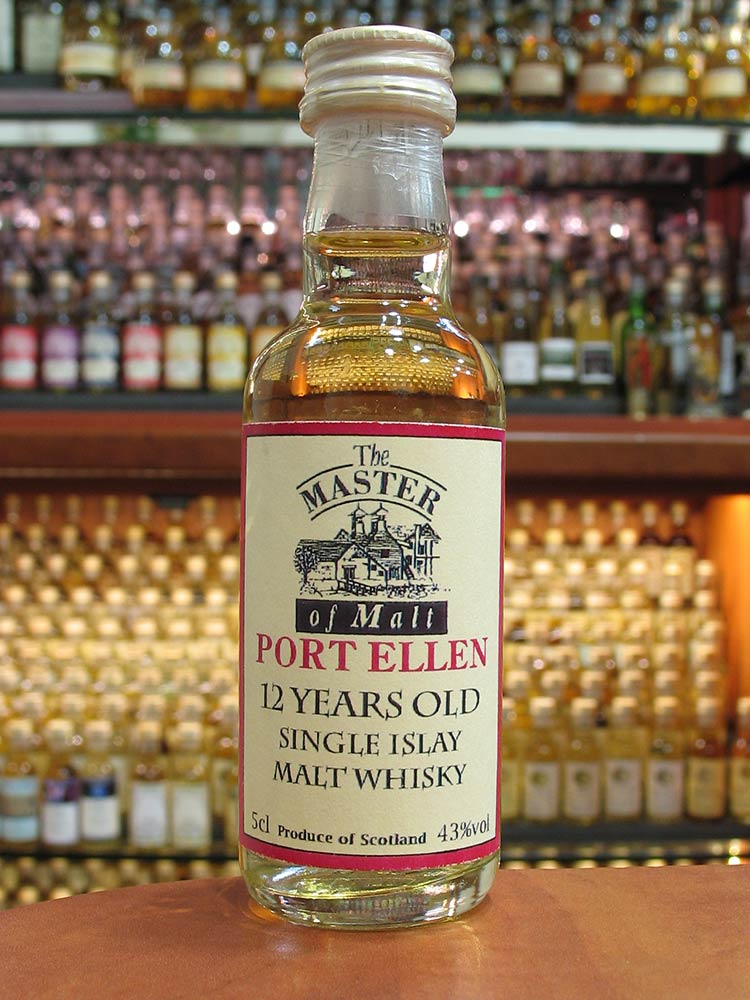 The
MASTER
of Malt
PORT ELLEN
12 YEARS OLD
SINGLE ISLAY
MALT WHISKY
5cl Produce of Scotland 43%vol